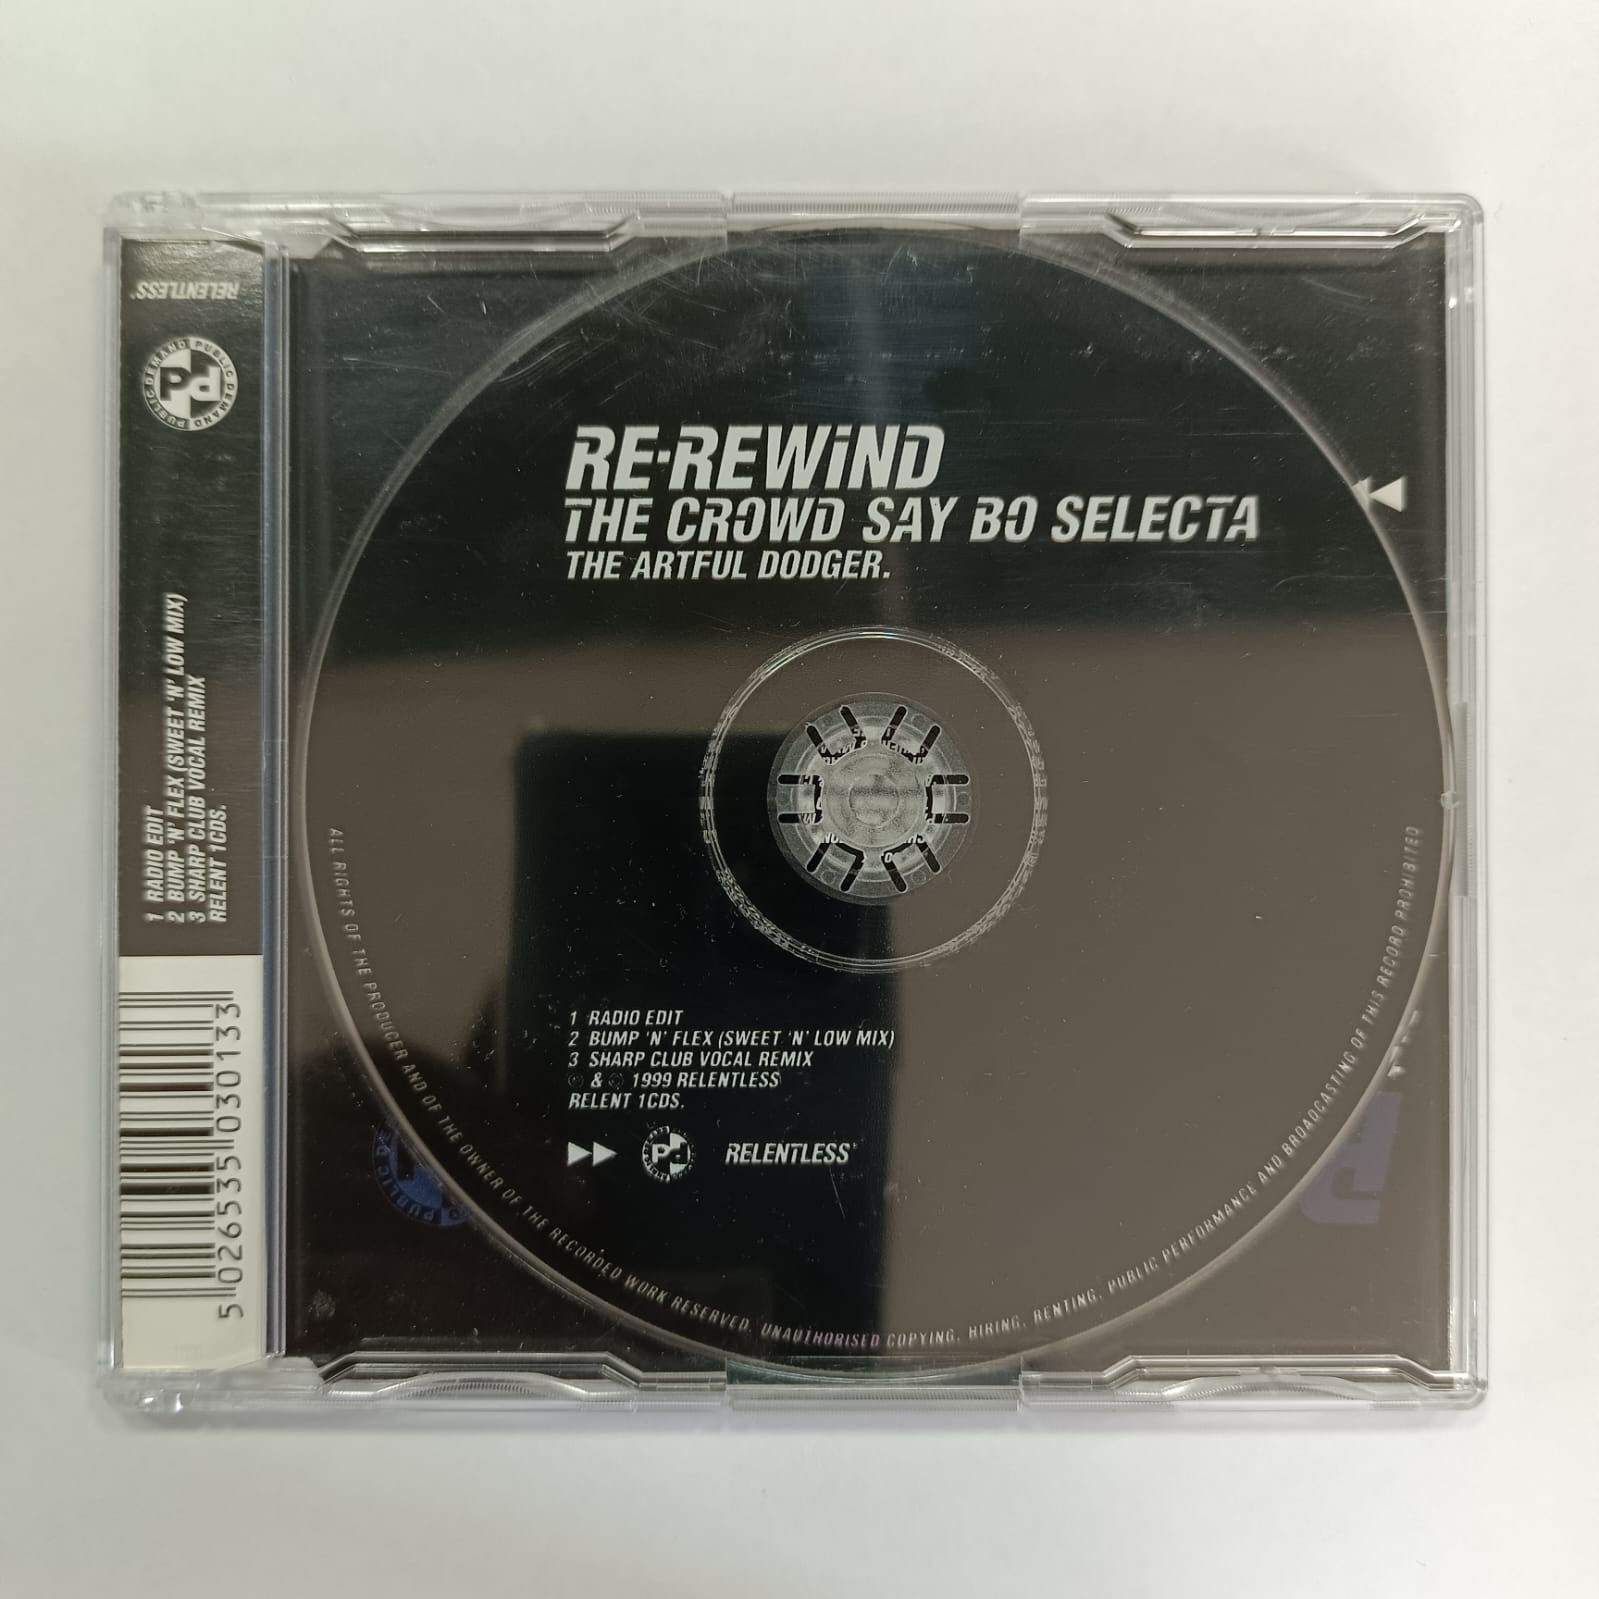 RELENTLESS
PUBLIC DEMAND PUBLIC DEMAND
Pd
1 RADIO EDIT
2 BUMP 'N' FLEX (SWEET 'N' LOW MIX)
3 SHARP CLUB VOCAL REMIX
RELENT 1CDS.
5 026535 030133
RE-REWIND
THE CROWD SAY BO SELECTA
THE ARTFUL DODGER.
1 RADIO EDIT
2 BUMP 'N' FLEX (SWEET 'N' LOW MIX)
3 SHARP CLUB VOCAL REMIX
℗ & © 1999 RELENTLESS
RELENT 1CDS.
Pd RELENTLESS
ALL RIGHTS OF THE PRODUCER AND OF THE OWNER OF THE RECORDED WORK RESERVED. UNAUTHORISED COPYING, HIRING, RENTING, PUBLIC PERFORMANCE AND BROADCASTING OF THIS RECORD PROHIBITED
PUBLIC